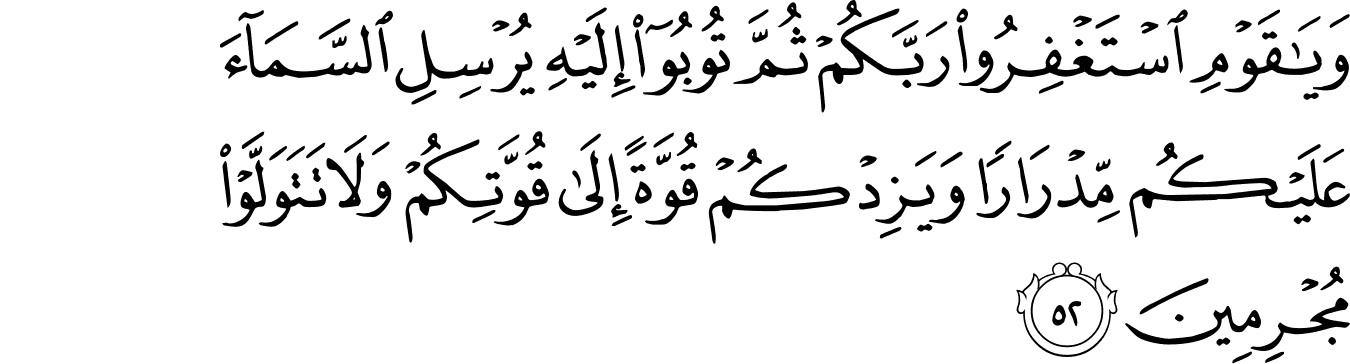 وَيَٰقَوْمِ ٱسْتَغْفِرُوا۟ رَبَّكُمْ ثُمَّ تُوبُوٓا۟ إِلَيْهِ يُرْسِلِ ٱلسَّمَآءَ
عَلَيْكُم مِّدْرَارًا وَيَزِدْكُمْ قُوَّةً إِلَىٰ قُوَّتِكُمْ وَلَا تَتَوَلَّوْا۟
مُجْرِمِينَ ٥٢